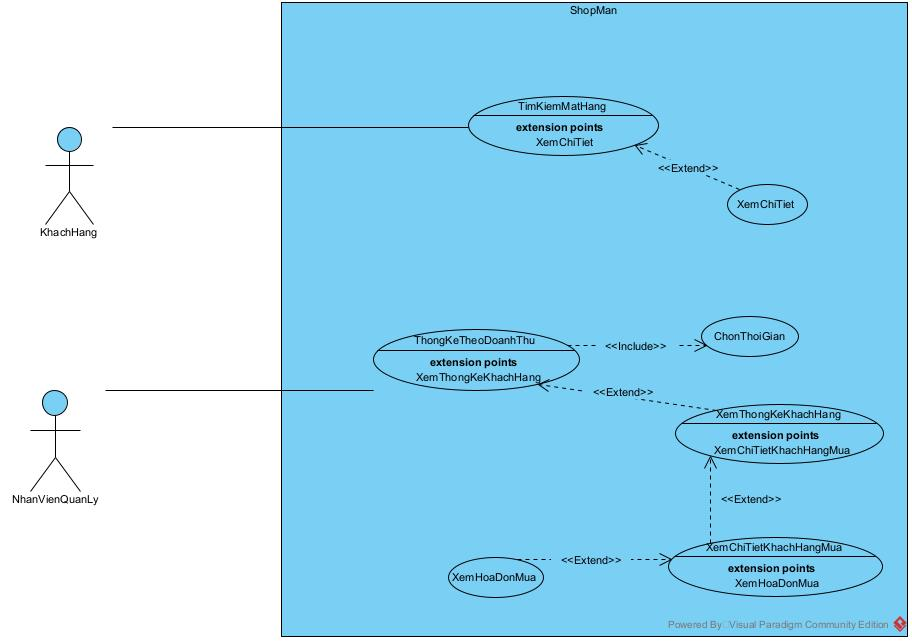 ShopMan
TimKiemMatHang
extension points
XemChiTiet
<<Extend>>
XemChiTiet
KhachHang
ThongKeTheoDoanhThu
extension points
XemThongKeKhachHang
<<Include>>
ChonThoiGian
<<Extend>>
XemThongKeKhachHang
extension points
XemChiTietKhachHangMua
NhanVienQuanLy
<<Extend>>
XemChiTietKhachHangMua
extension points
XemHoaDonMua
<<Extend>>
XemHoaDonMua
Powered By Visual Paradigm Community Edition